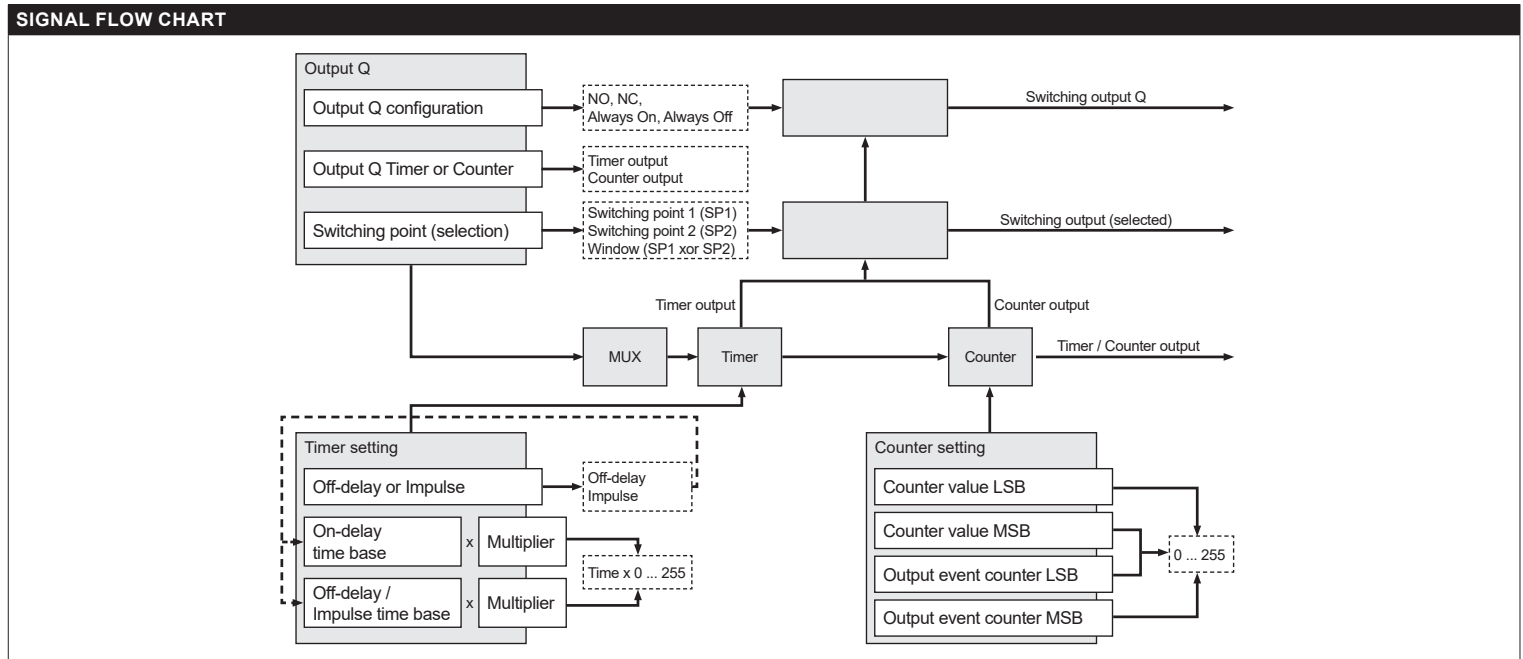 SIGNAL FLOW CHART
Output Q
Output Q configuration
NO, NC,
Always On, Always Off
Switching output Q
Output Q Timer or Counter
Timer output
Counter output
Switching point (selection)
Switching point 1 (SP1)
Switching point 2 (SP2)
Window (SP1 xor SP2)
Switching output (selected)
Timer output
Counter output
MUX
Timer
Counter
Timer / Counter output
Timer setting
Off-delay or Impulse
Off-delay
Impulse
On-delay
time base
x
Multiplier
Time x 0 ... 255
Off-delay /
Impulse time base
x
Multiplier
Counter setting
Counter value LSB
Counter value MSB
Output event counter LSB
Output event counter MSB
0 ... 255